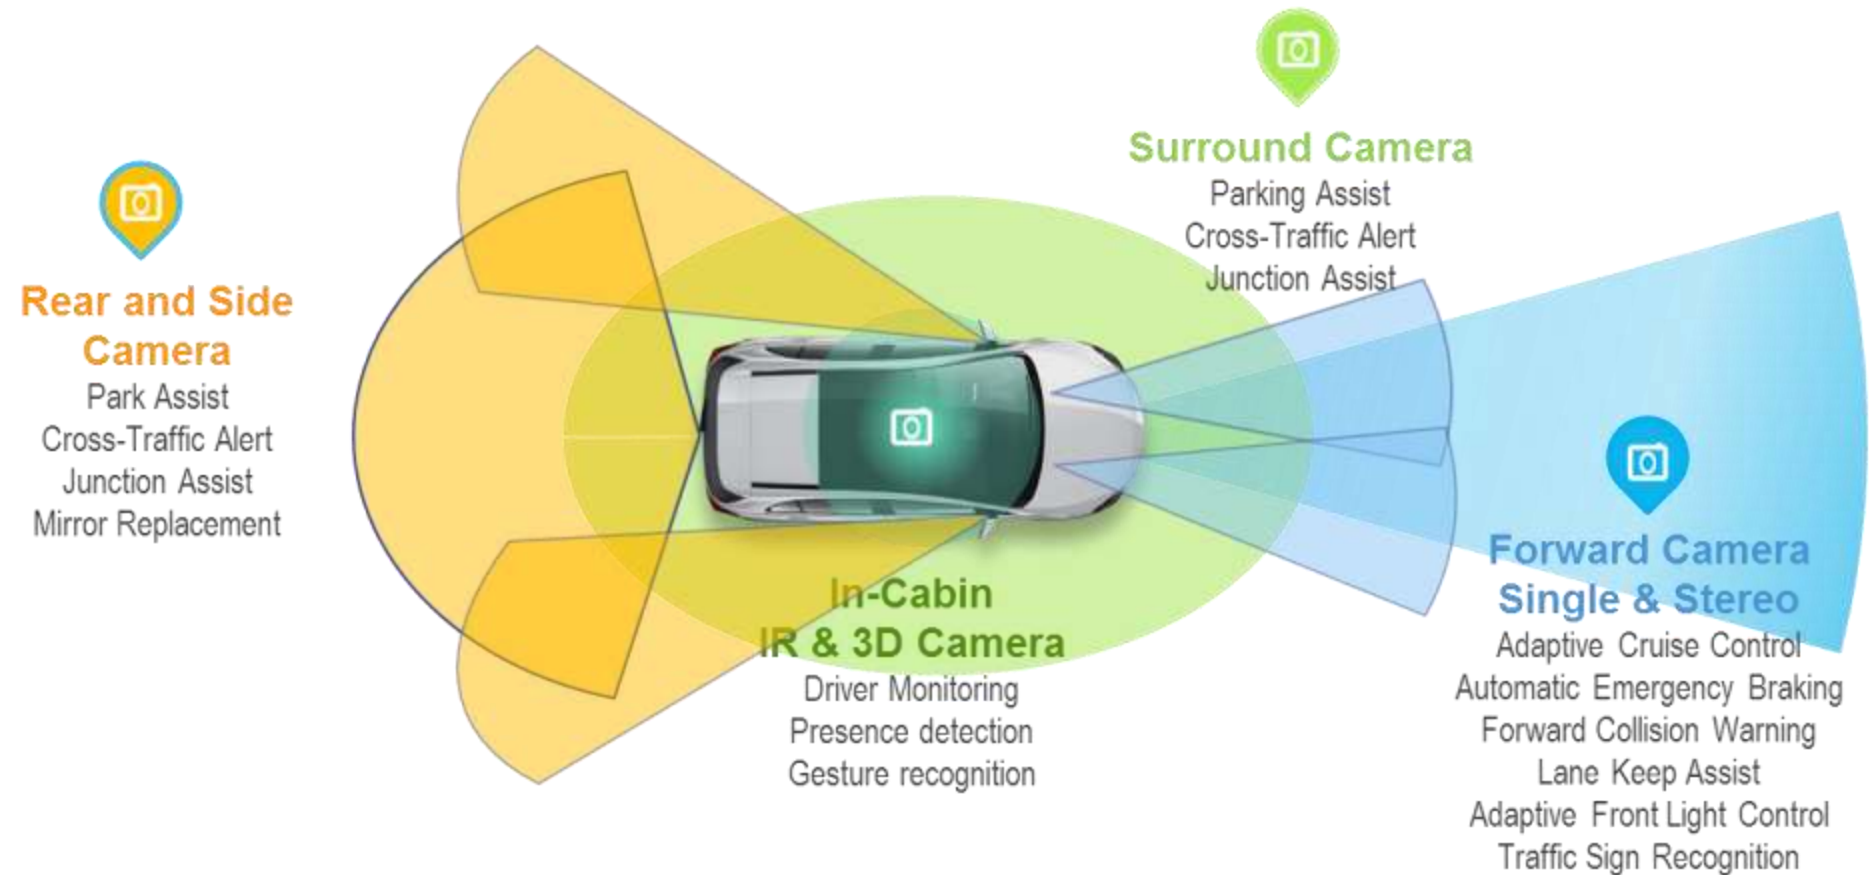 Rear and Side
Camera
Park Assist
Cross-Traffic Alert
Junction Assist
Mirror Replacement
Surround Camera
Parking Assist
Cross-Traffic Alert
Junction Assist
In-Cabin
IR & 3D Camera
Driver Monitoring
Presence detection
Gesture recognition
Forward Camera
Single & Stereo
Adaptive Cruise Control
Automatic Emergency Braking
Forward Collision Warning
Lane Keep Assist
Adaptive Front Light Control
Traffic Sign Recognition